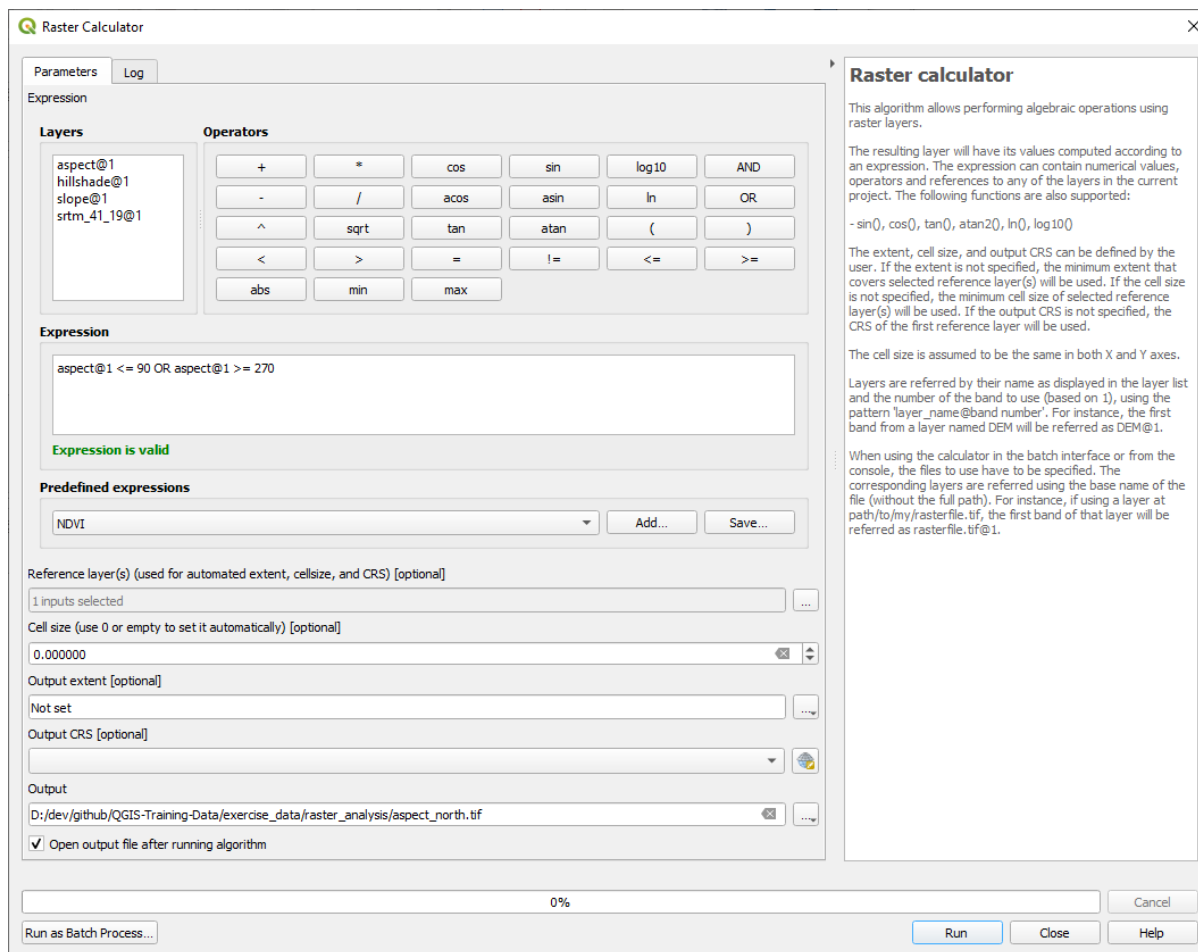 Raster Calculator
Parameters
Log
Expression
Layers
Operators
aspect@1
hillshade@1
slope@1
srtm_41_19@1
+ * cos sin log10 AND
- / acos asin ln OR
^ sqrt tan atan ( )
< > = != <= >=
abs min max
Expression
aspect@1 <= 90 OR aspect@1 >= 270
Expression is valid
Predefined expressions
NDVI
Add...
Save...
Reference layer(s) (used for automated extent, cellsize, and CRS) [optional]
1 inputs selected
...
Cell size (use 0 or empty to set it automatically) [optional]
0.000000
Output extent [optional]
Not set
...
Output CRS [optional]
Output
D:/dev/github/QGIS-Training-Data/exercise_data/raster_analysis/aspect_north.tif
...
Open output file after running algorithm
Raster calculator
This algorithm allows performing algebraic operations using
raster layers.
The resulting layer will have its values computed according to
an expression. The expression can contain numerical values,
operators and references to any of the layers in the current
project. The following functions are also supported:
- sin(), cos(), tan(), atan2(), ln(), log10()
The extent, cell size, and output CRS can be defined by the
user. If the extent is not specified, the minimum extent that
covers selected reference layer(s) will be used. If the cell size
is not specified, the minimum cell size of selected reference
layer(s) will be used. If the output CRS is not specified, the
CRS of the first reference layer will be used.
The cell size is assumed to be the same in both X and Y axes.
Layers are referred by their name as displayed in the layer list
and the number of the band to use (based on 1), using the
pattern 'layer_name@band number'. For instance, the first
band from a layer named DEM will be referred as DEM@1.
When using the calculator in the batch interface or from the
console, the files to use have to be specified. The
corresponding layers are referred using the base name of the
file (without the full path). For instance, if using a layer at
path/to/my/rasterfile.tif, the first band of that layer will be
referred as rasterfile.tif@1.
0%
Cancel
Run as Batch Process...
Run
Close
Help